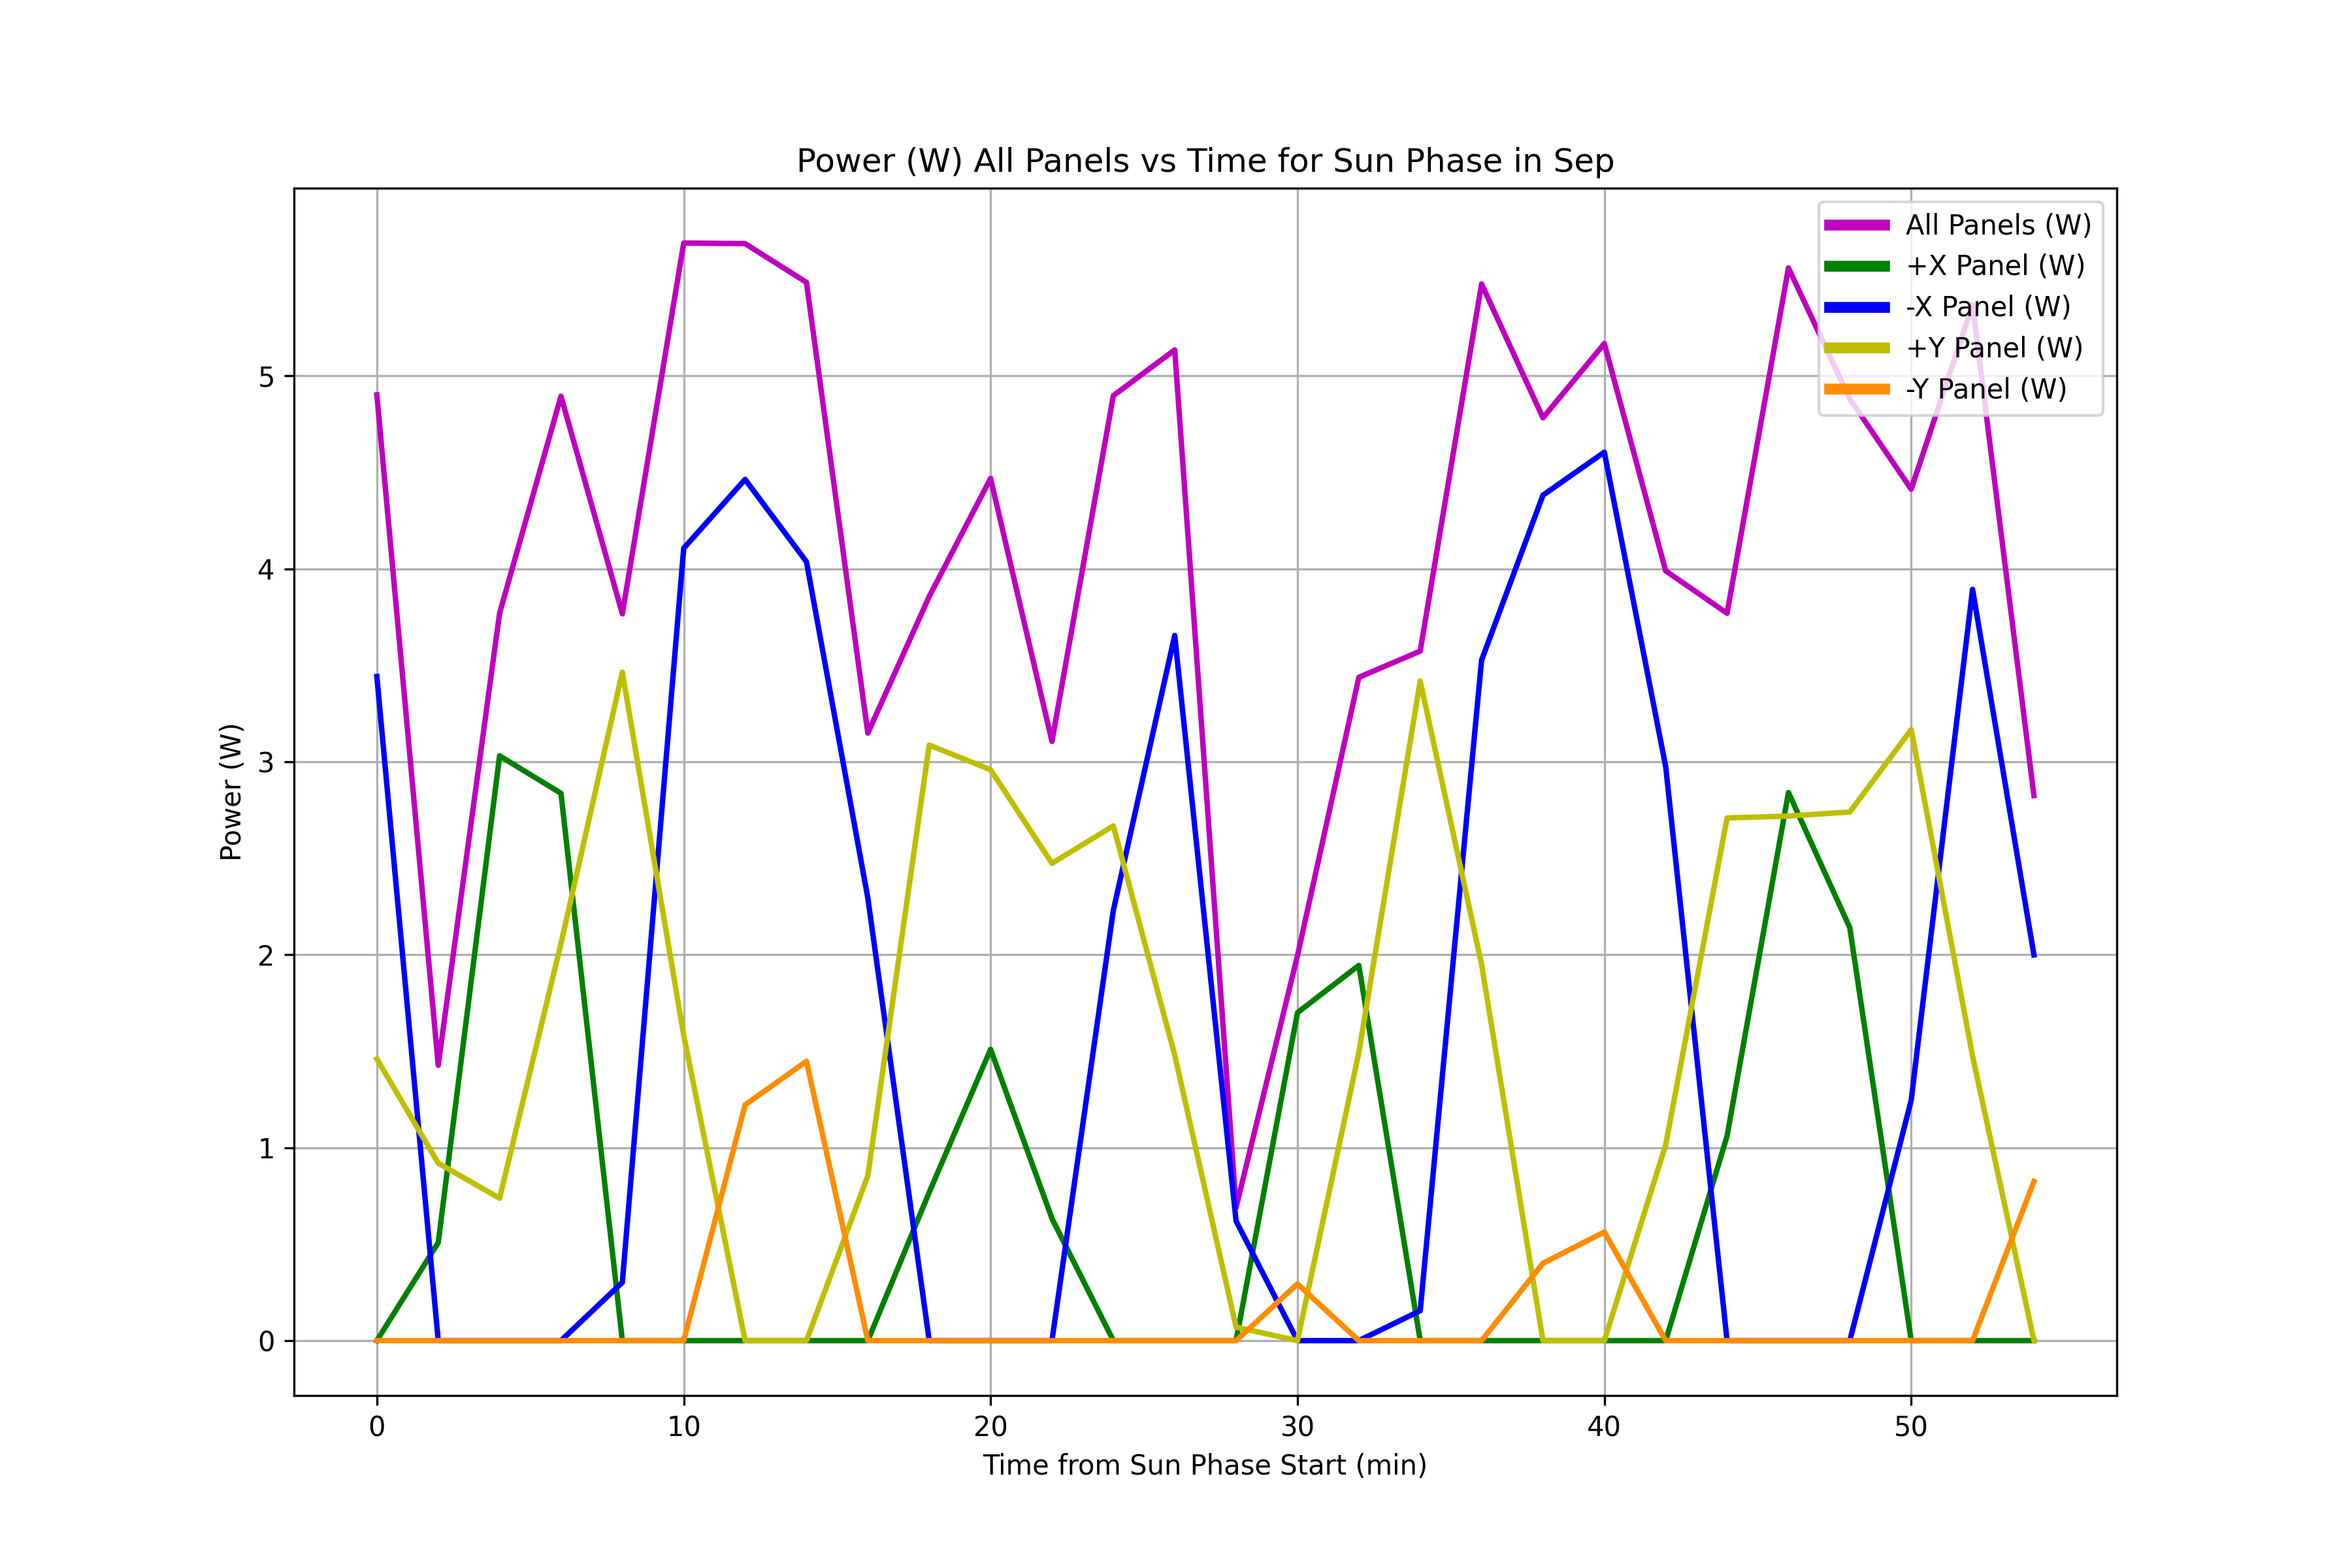 Power (W) All Panels vs Time for Sun Phase in Sep
All Panels (W)
+X Panel (W)
-X Panel (W)
+Y Panel (W)
-Y Panel (W)
Power (W)
5
4
3
2
1
0
0 10 20 30 40 50
Time from Sun Phase Start (min)